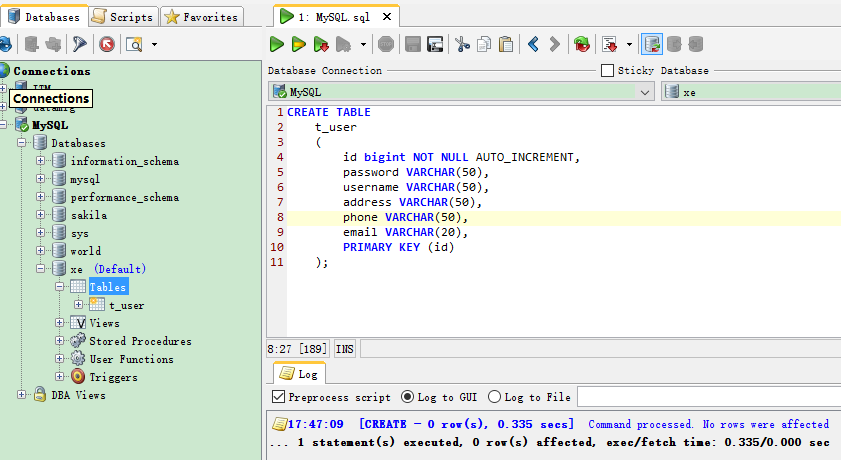 Databases Scripts Favorites
Connections
Connections
MySQL
Databases
information_schema
mysql
performance_schema
sakila
sys
world
xe (Default)
Tables
t_user
Views
Stored Procedures
User Functions
Triggers
DBA Views
1: MySQL.sql
Database Connection Sticky Database
MySQL xe
1 CREATE TABLE
2 t_user
3 (
4 id bigint NOT NULL AUTO_INCREMENT,
5 password VARCHAR(50),
6 username VARCHAR(50),
7 address VARCHAR(50),
8 phone VARCHAR(50),
9 email VARCHAR(20),
10 PRIMARY KEY (id)
11 );
8:27 [189] INS
Log
Preprocess script Log to GUI Log to File
17:47:09 [CREATE - 0 row(s), 0.335 secs] Command processed. No rows were affected
... 1 statement(s) executed, 0 row(s) affected, exec/fetch time: 0.335/0.000 sec